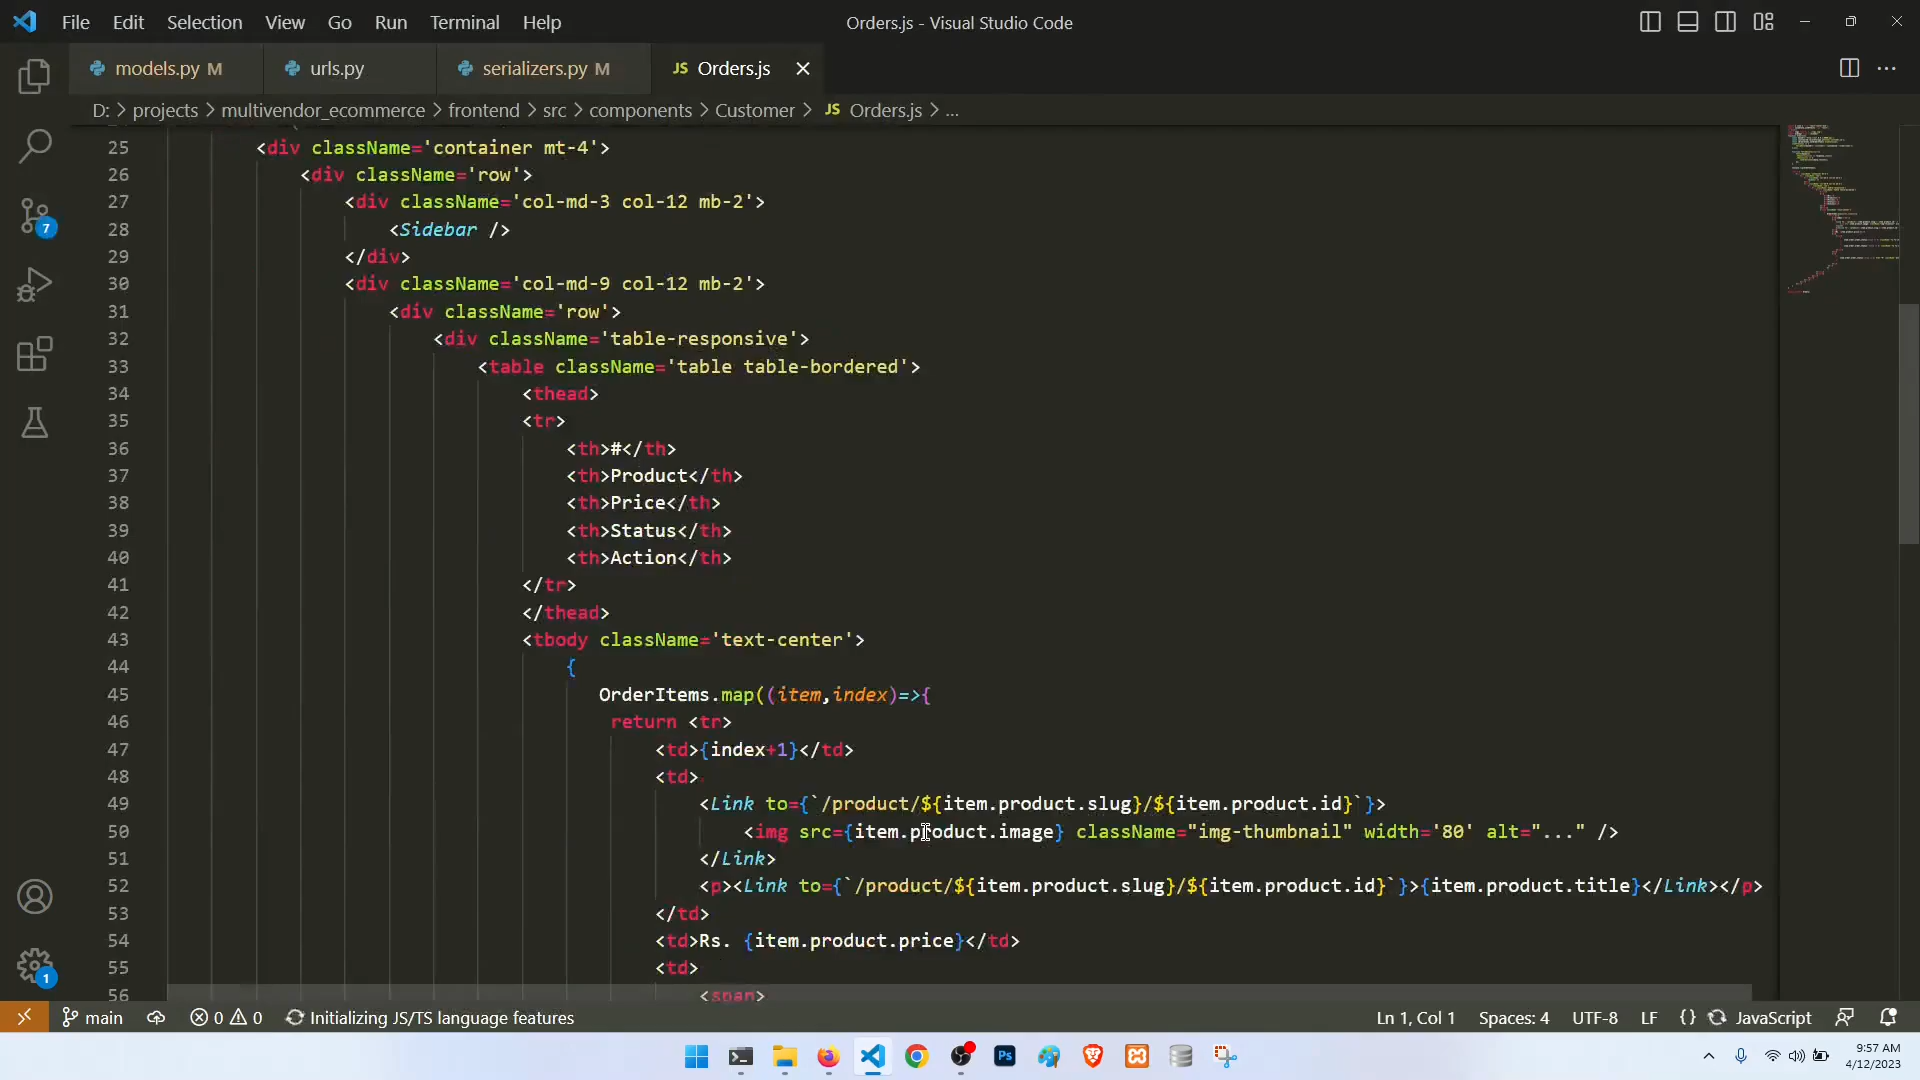 File Edit Selection View Go Run Terminal Help
Orders.js - Visual Studio Code
models.py M
urls.py
serializers.py M
JS Orders.js
D: > projects > multivendor_ecommerce > frontend > src > components > Customer > JS Orders.js > ...
25 <div className='container mt-4'>
26 <div className='row'>
27 <div className='col-md-3 col-12 mb-2'>
28 <Sidebar />
29 </div>
30 <div className='col-md-9 col-12 mb-2'>
31 <div className='row'>
32 <div className='table-responsive'>
33 <table className='table table-bordered'>
34 <thead>
35 <tr>
36 <th>#</th>
37 <th>Product</th>
38 <th>Price</th>
39 <th>Status</th>
40 <th>Action</th>
41 </tr>
42 </thead>
43 <tbody className='text-center'>
44 {
45 OrderItems.map((item,index)=>{
46 return <tr>
47 <td>{index+1}</td>
48 <td>
49 <Link to={`/product/${item.product.slug}/${item.product.id}`}>
50 <img src={item.product.image} className="img-thumbnail" width='80' alt="..." />
51 </Link>
52 <p><Link to={`/product/${item.product.slug}/${item.product.id}`}>{item.product.title}</Link></p>
53 </td>
54 <td>Rs. {item.product.price}</td>
55 <td>
56 <span>
7
1
main
0 0
Initializing JS/TS language features
Ln 1, Col 1
Spaces: 4
UTF-8
LF
{} JavaScript
Ps
9:57 AM
4/12/2023